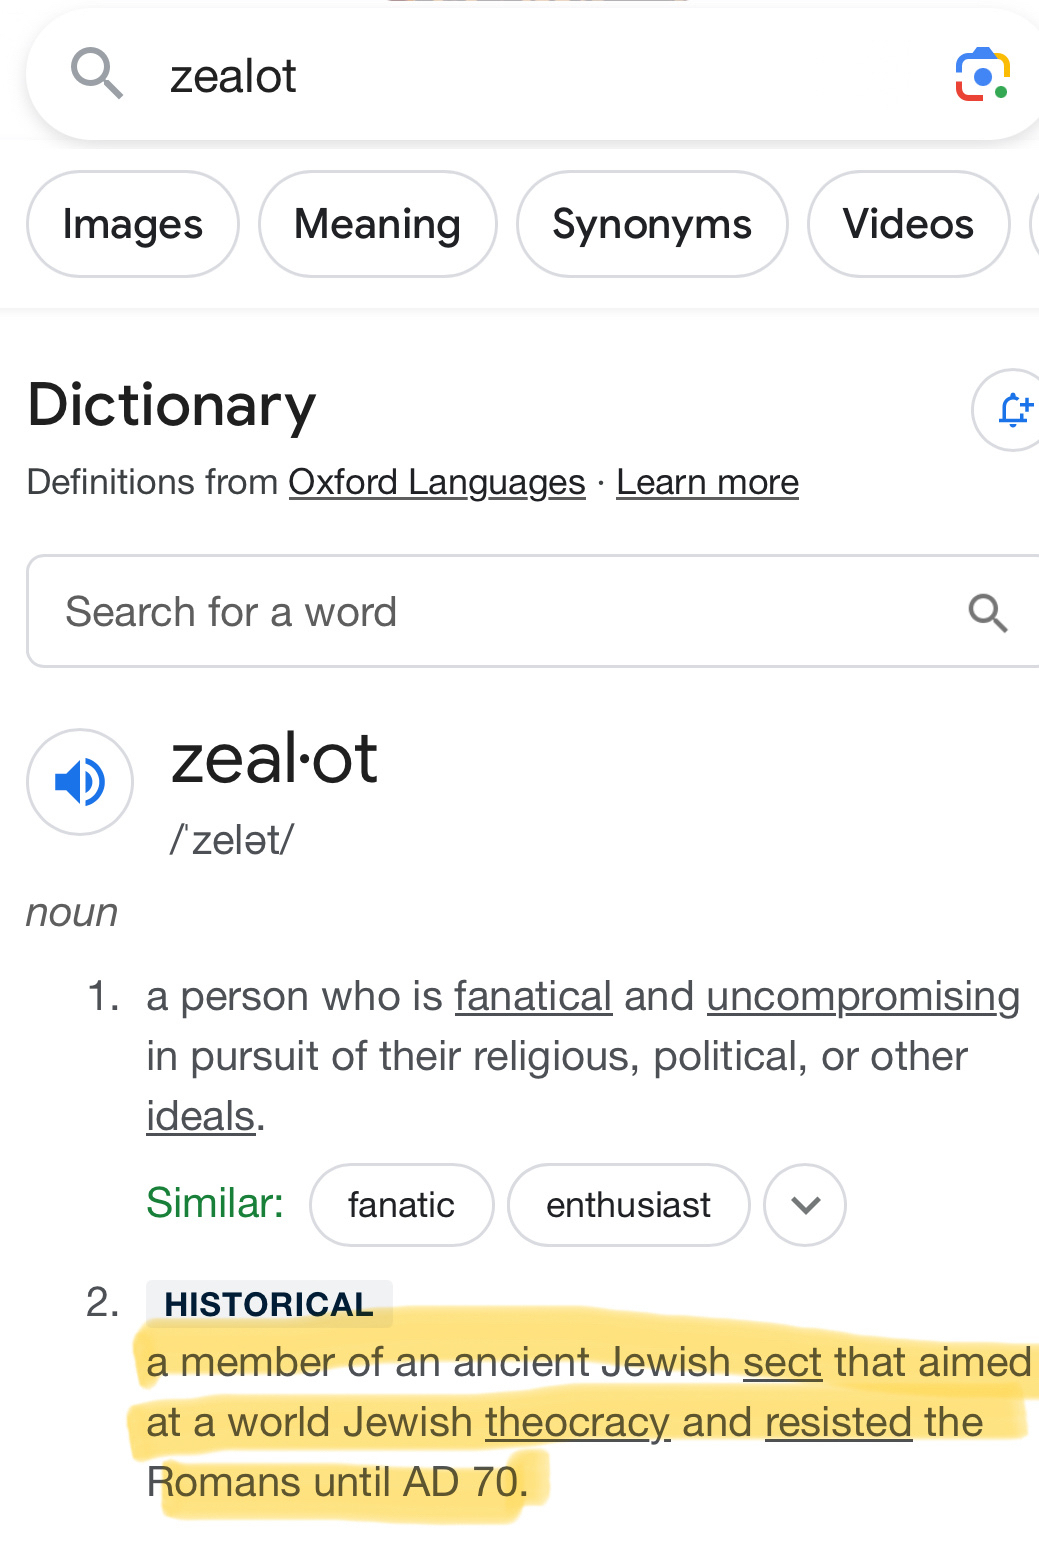 zealot
Images Meaning Synonyms Videos
Dictionary
Definitions from Oxford Languages · Learn more
Search for a word
zeal·ot
/ˈzelət/
noun
1. a person who is fanatical and uncompromising
in pursuit of their religious, political, or other
ideals.
Similar: fanatic enthusiast
2. HISTORICAL
a member of an ancient Jewish sect that aimed
at a world Jewish theocracy and resisted the
Romans until AD 70.